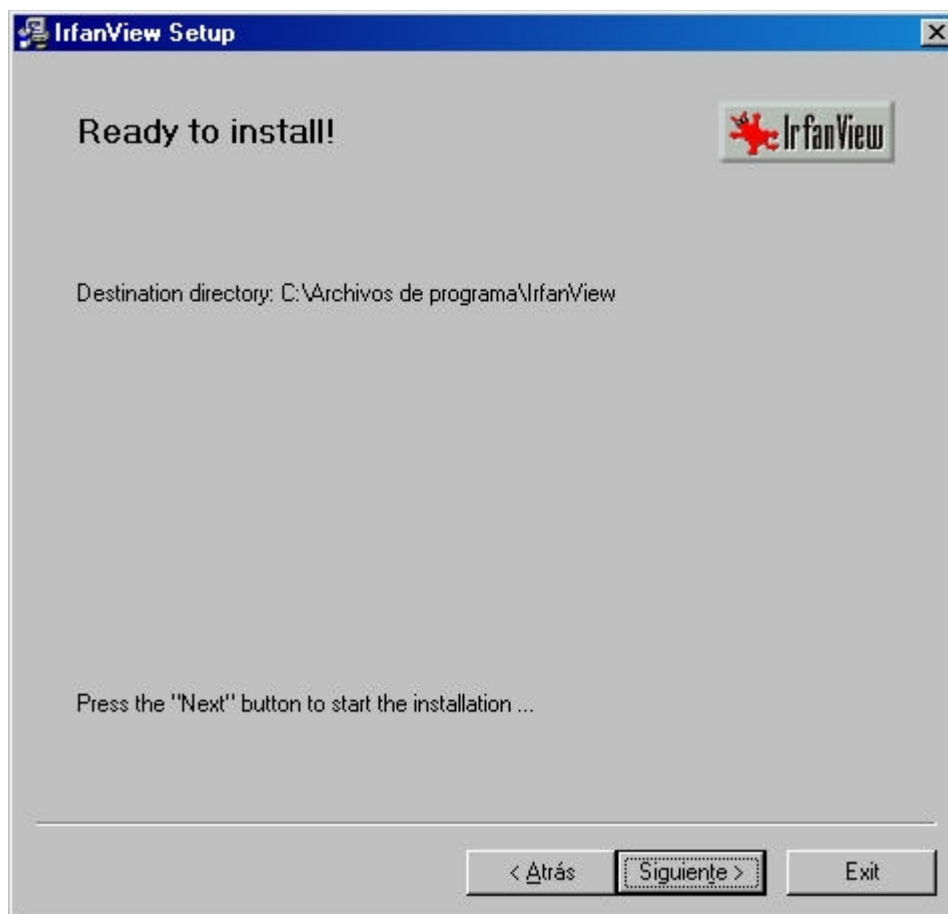 IrfanView Setup
Ready to install!
IrfanView
Destination directory: C:\Archivos de programa\IrfanView
Press the "Next" button to start the installation ...
< Atrás
Siguiente >
Exit